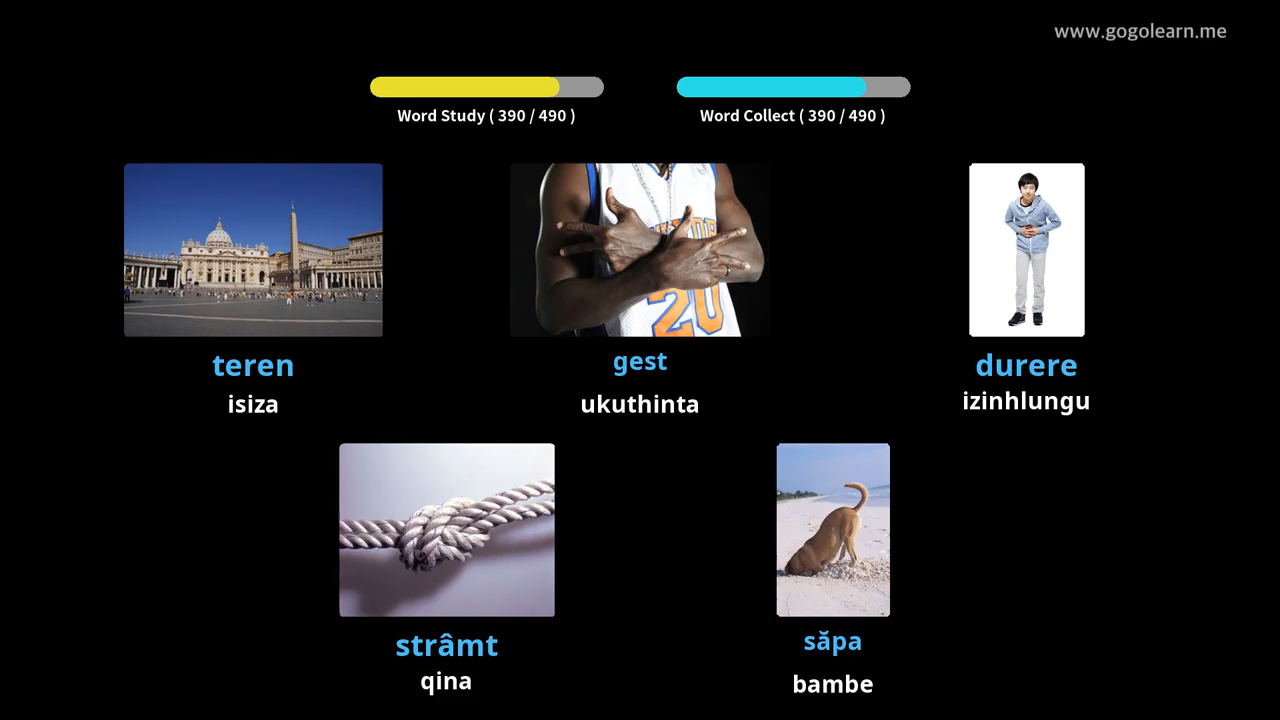 www.gogolearn.me
Word Study ( 390 / 490 )
Word Collect ( 390 / 490 )
teren
isiza
gest
ukuthinta
durere
izinhlungu
20
strâmt
qina
săpa
bambe